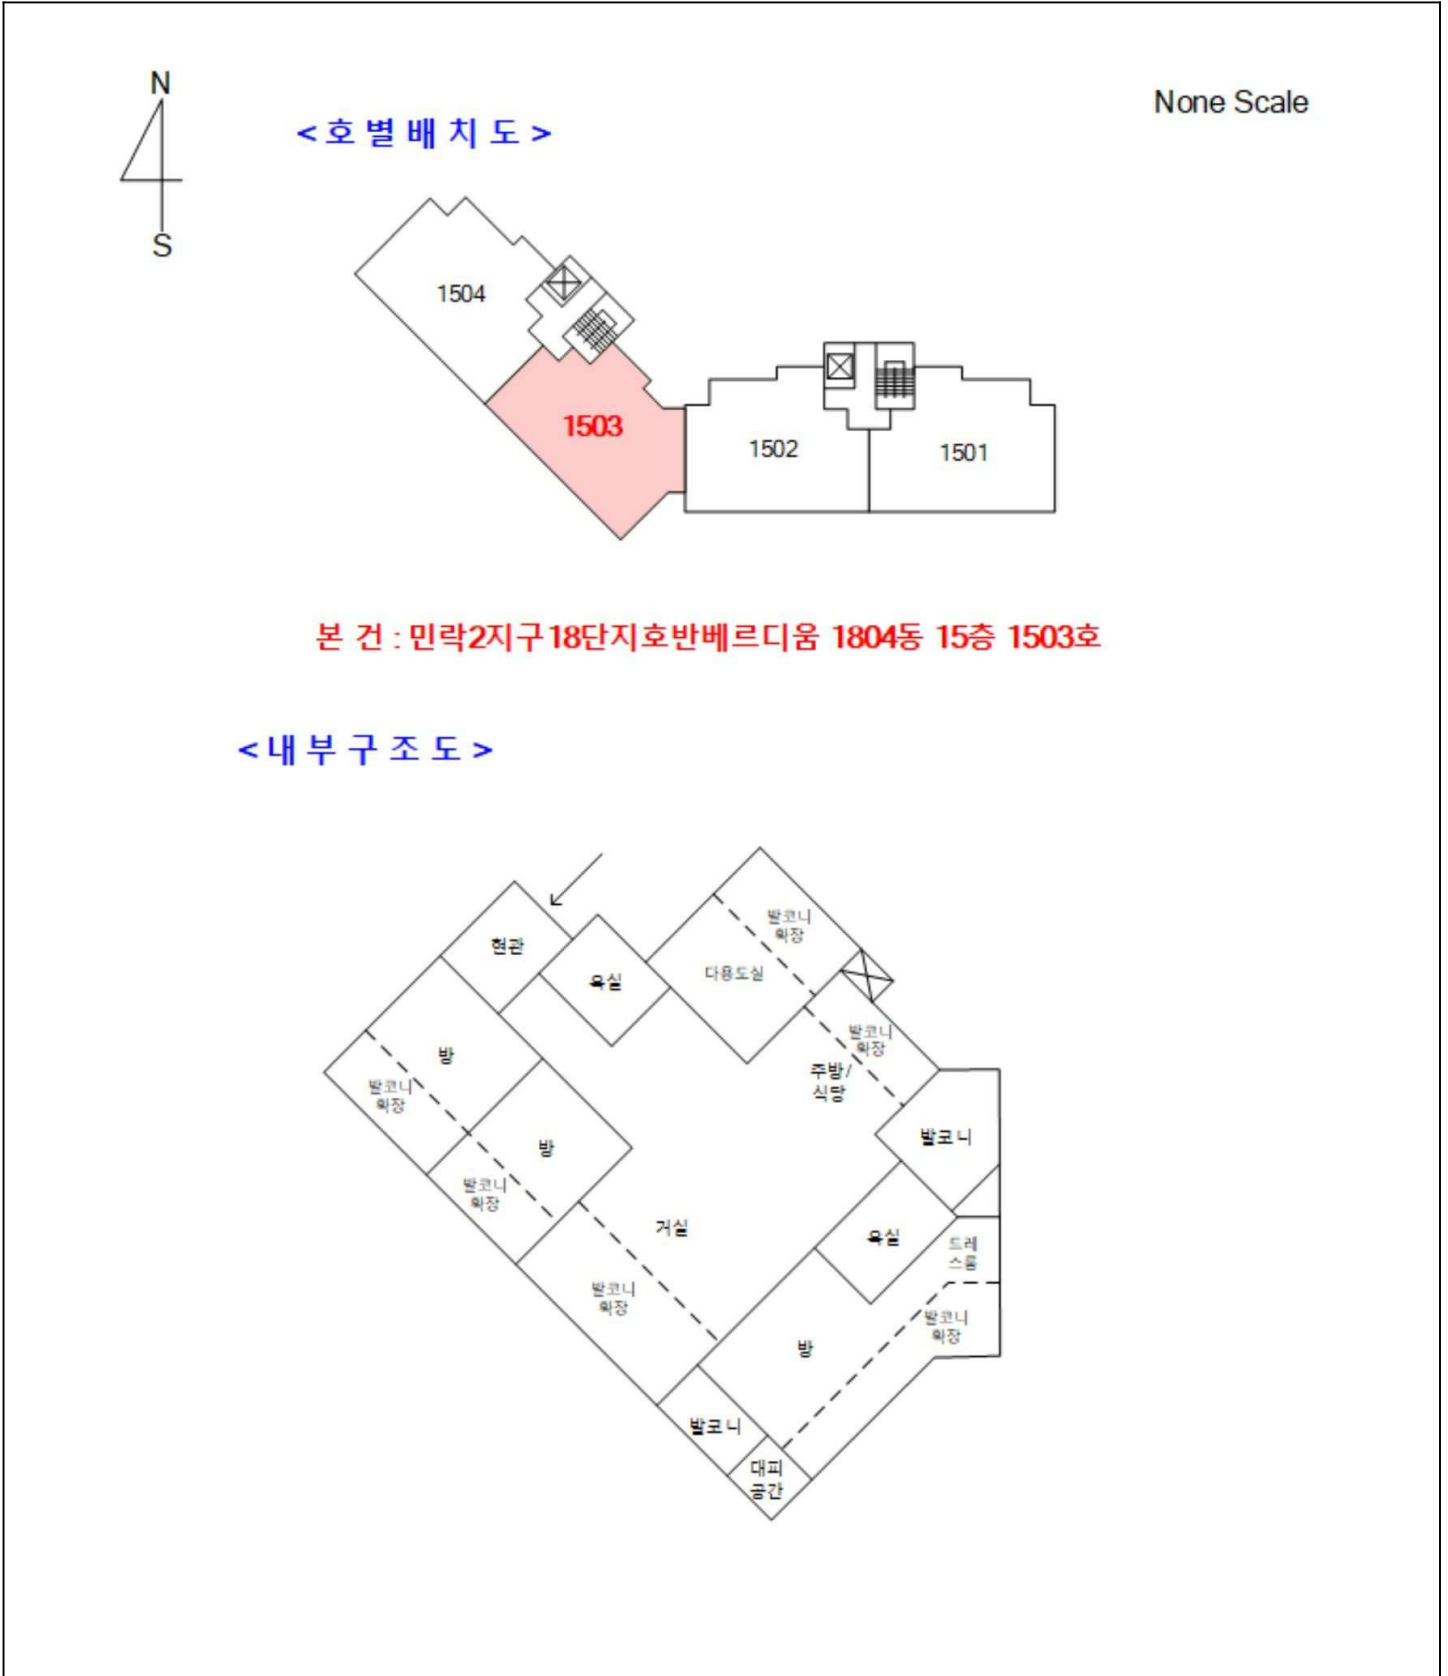 N
None Scale
< 호 별 배 치 도 >
S
1504
1503
1502
1501
본 건 : 민락2지구18단지호반베르디움 1804동 15층 1503호
< 내 부 구 조 도 >
현관
욕실
발코니
확장
다용도실
방
발코니
확장
발코니
확장
주방/
식당
방
발코니
발코니
확장
거실
욕실
드레
스룸
발코니
확장
발코니
확장
방
발코니
대피
공간